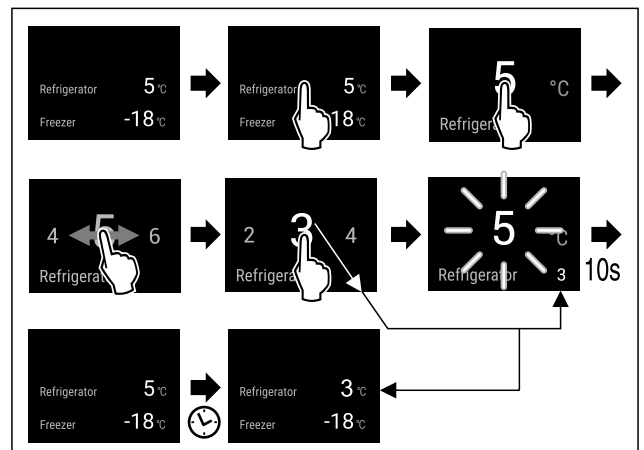 Refrigerator 5 °C
Freezer -18 °C
Refrigerator 5 °C
Freezer 18 °C
5 °C
Refriger
4 5 6
Refrigerat
2 3 4
Refrigera
5 °C
Refrigerator 3
10s
Refrigerator 5 °C
Freezer -18 °C
Refrigerator 3 °C
Freezer -18 °C